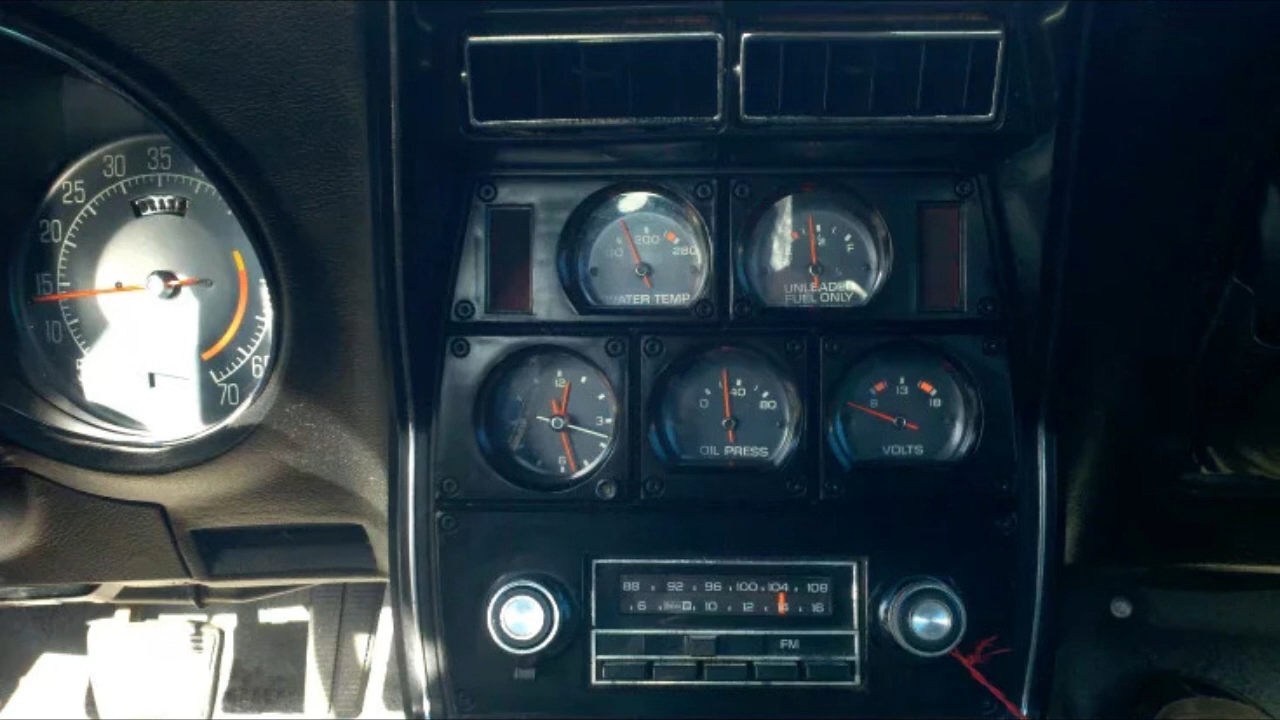 30 35
25
20
15
10
60
70
BRAKE
200
280
WATER TEMP
UNLEADED
FUEL ONLY
12
3
6
0 40 80
OIL PRESS
8 13 18
VOLTS
88 92 96 100 104 108
6 10 12 14 16
FM